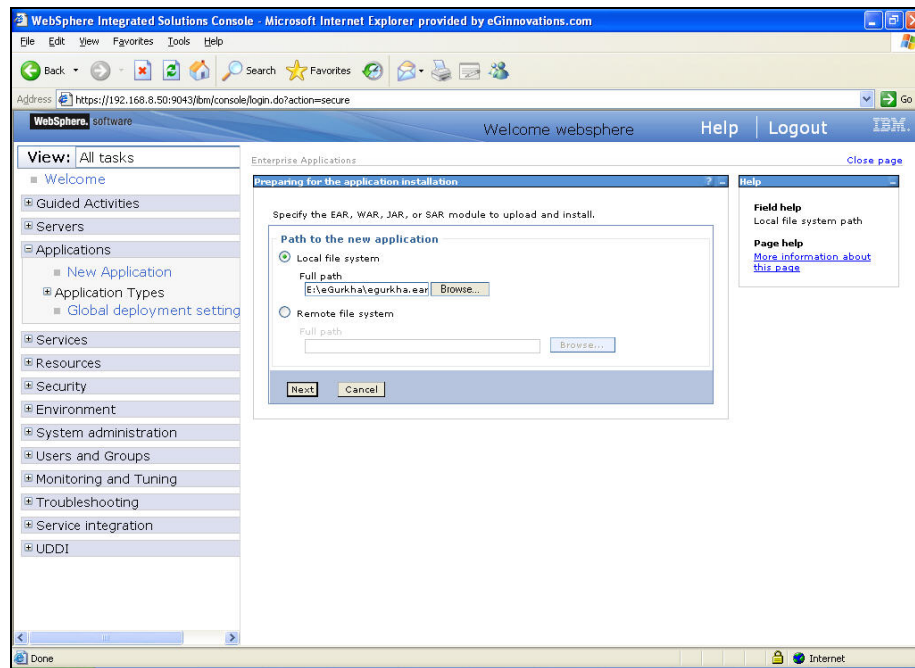 WebSphere Integrated Solutions Console - Microsoft Internet Explorer provided by eGinnovations.com
File Edit View Favorites Tools Help
Back Search Favorites
Address https://192.168.8.50:9043/ibm/console/login.do?action=secure Go
WebSphere. software Welcome websphere Help Logout IBM.
View: All tasks
Welcome
Guided Activities
Servers
Applications
New Application
Application Types
Global deployment setting
Services
Resources
Security
Environment
System administration
Users and Groups
Monitoring and Tuning
Troubleshooting
Service integration
UDDI
Enterprise Applications Close page
Preparing for the application installation ? –
Specify the EAR, WAR, JAR, or SAR module to upload and install.
Path to the new application
Local file system
Full path
E:\eGurkha\egurkha.ear Browse...
Remote file system
Full path
Browse...
Next Cancel
Help –
Field help
Local file system path
Page help
More information about
this page
Done Internet